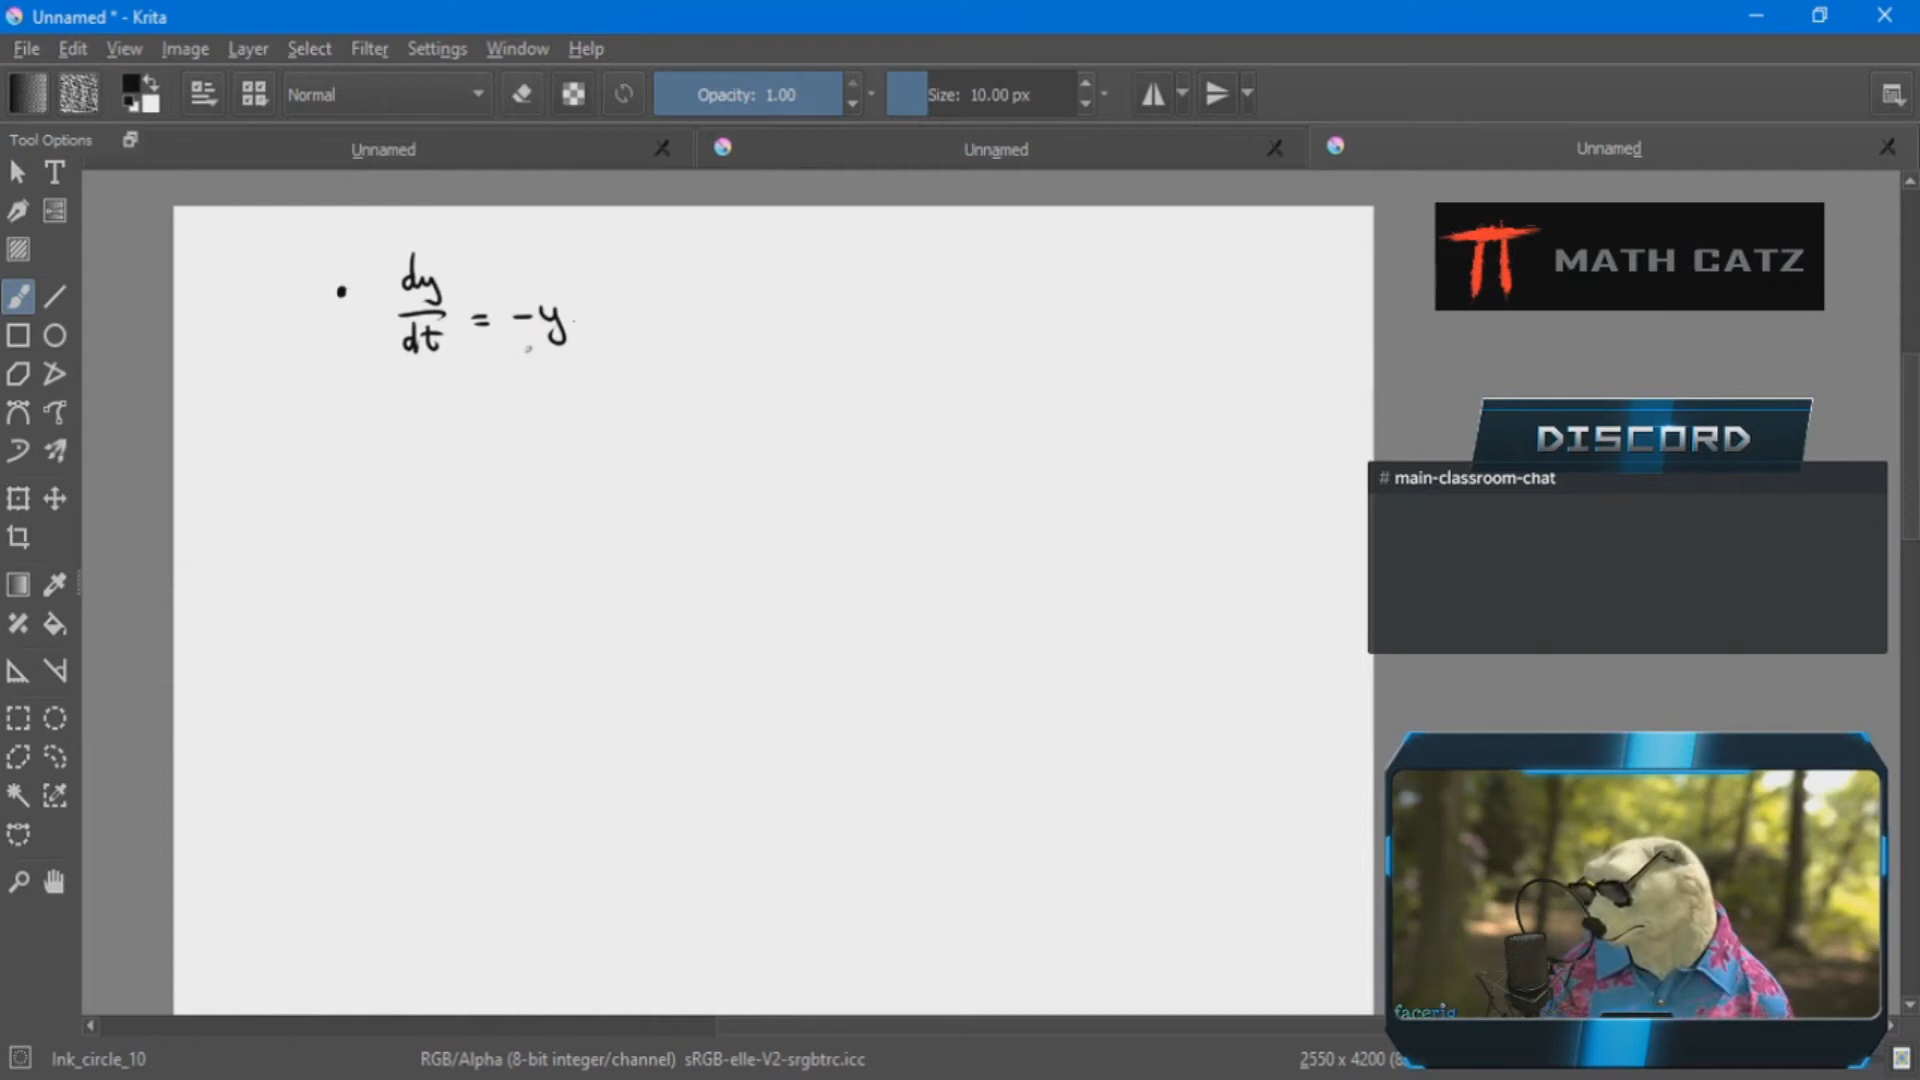 Unnamed * - Krita
File Edit View Image Layer Select Filter Settings Window Help
Normal
Opacity: 1.00
Size: 10.00 px
Tool Options
Unnamed
Unnamed
Unnamed
T
• dy/dt = -y
π MATH CATZ
DISCORD
# main-classroom-chat
facerig
Ink_circle_10
RGB/Alpha (8-bit integer/channel) sRGB-elle-V2-srgbtrc.icc
2550 x 4200 (8